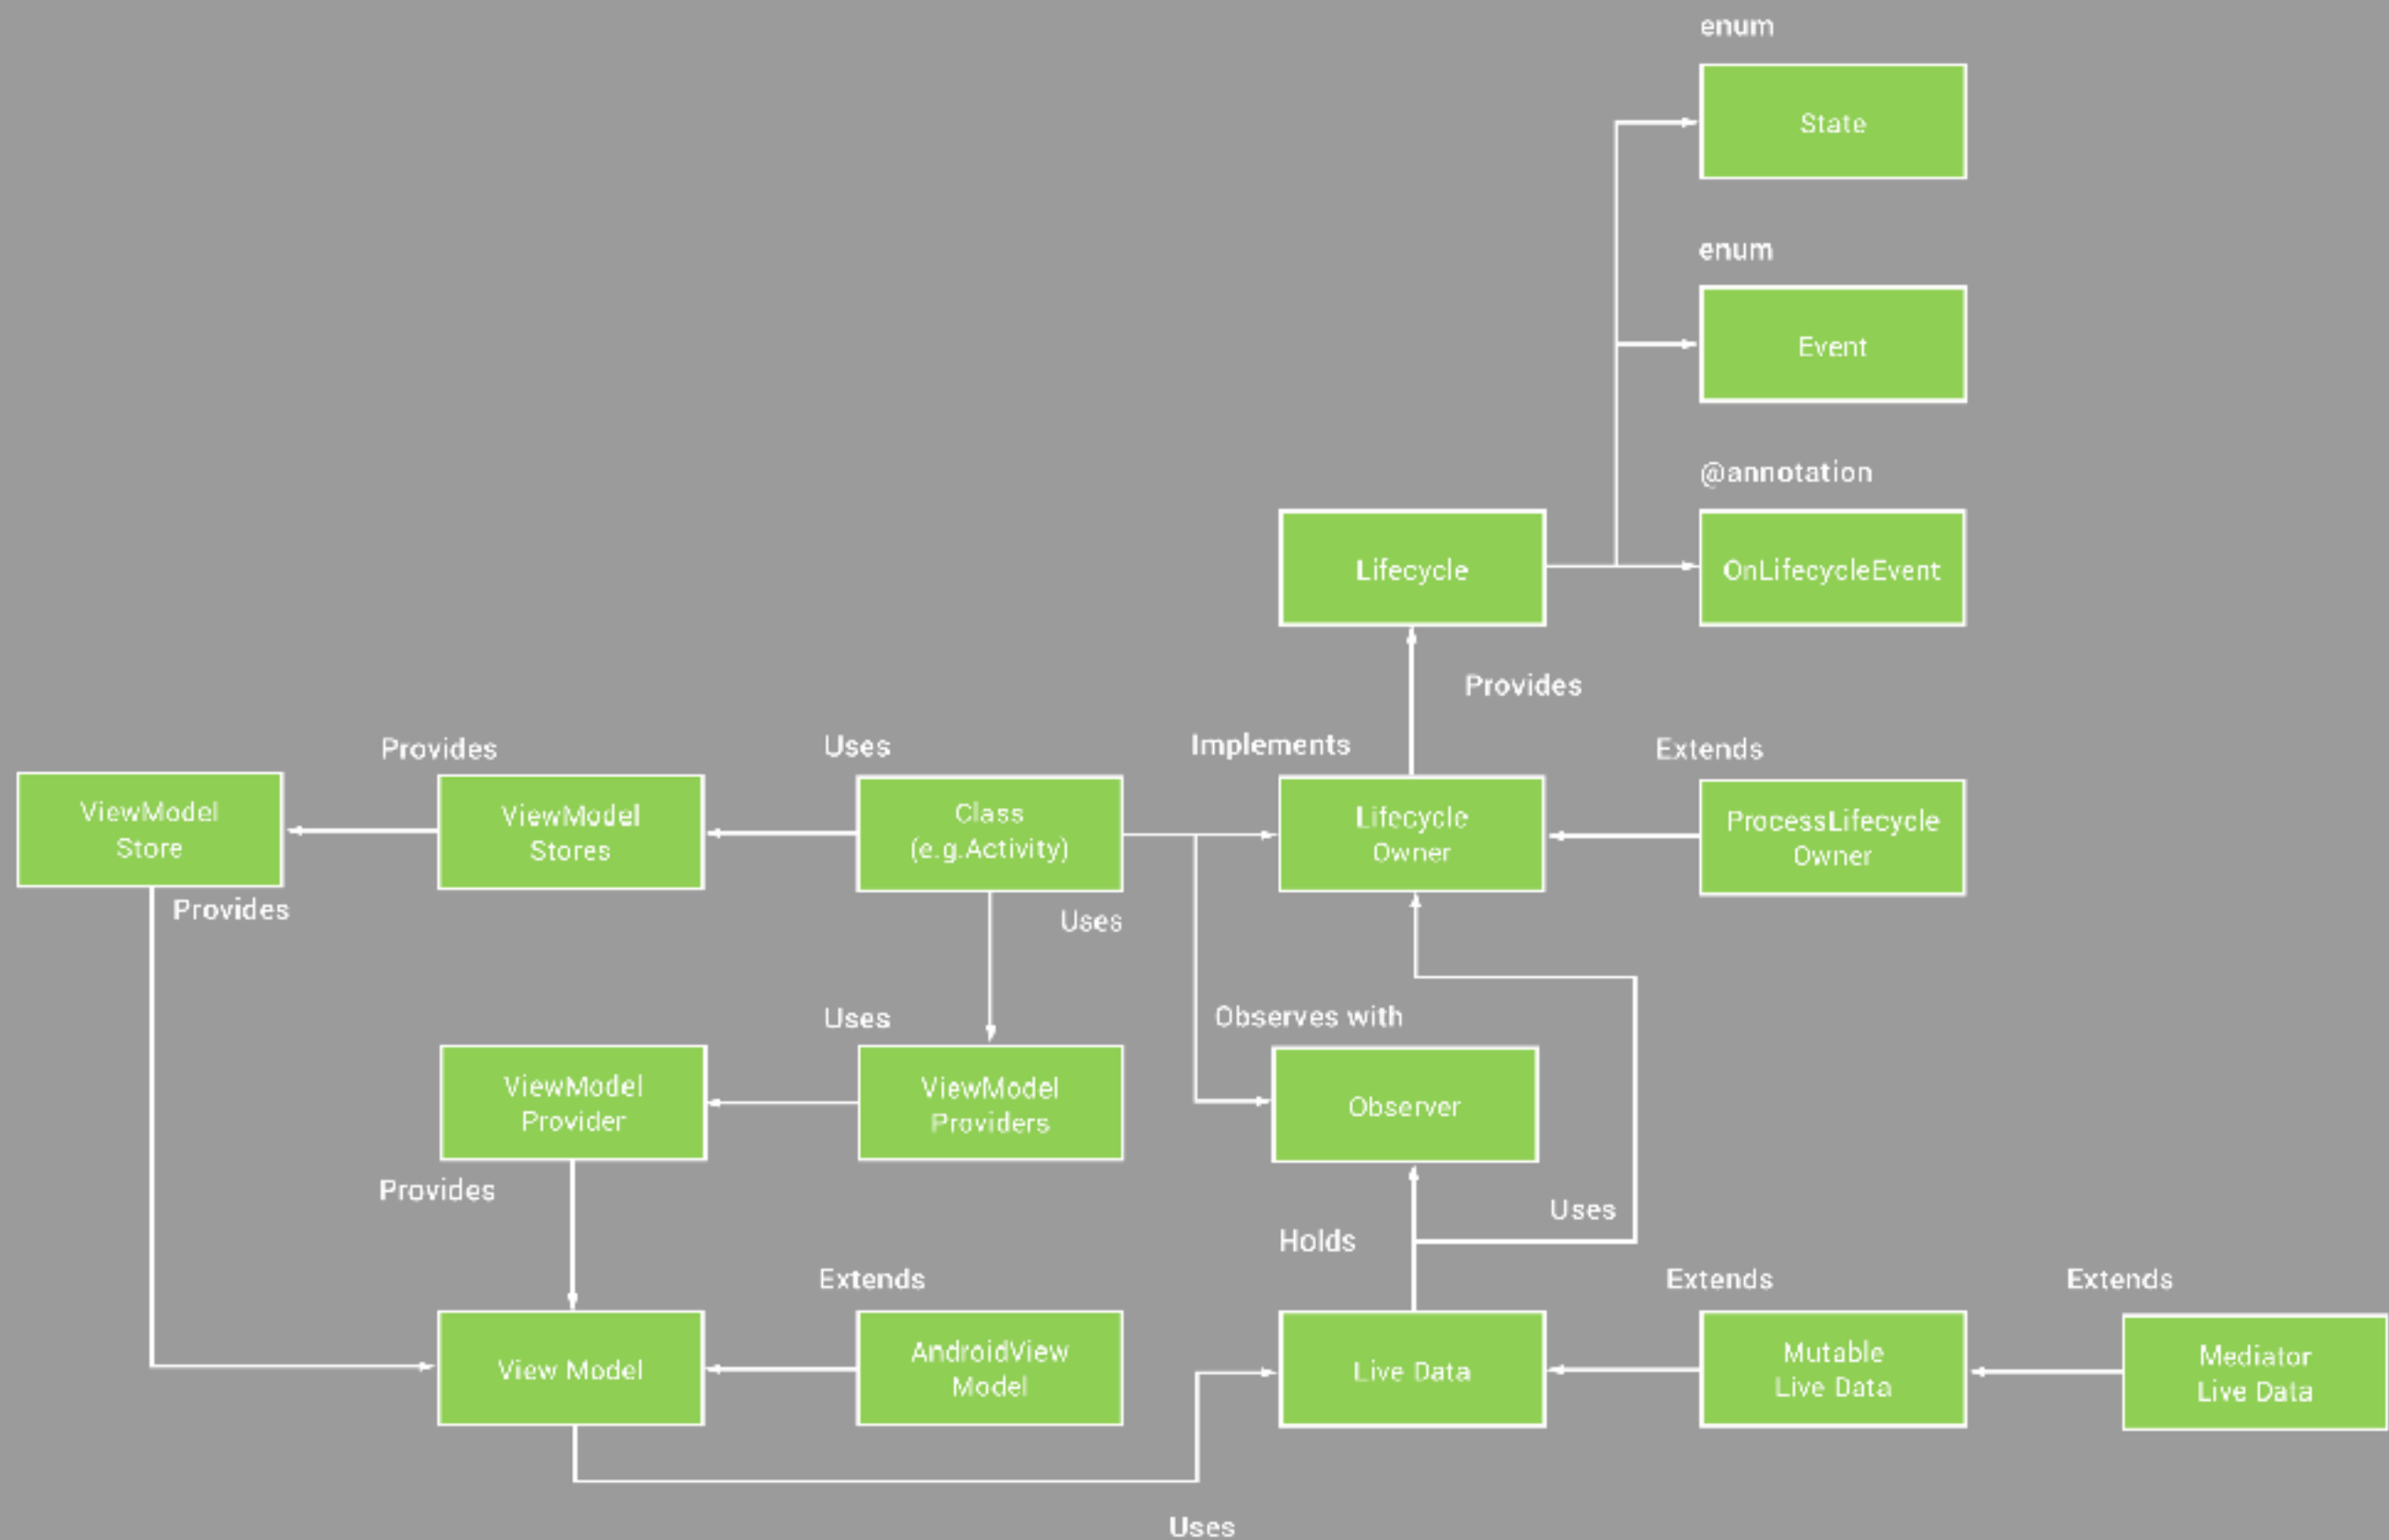 enum
State
enum
Event
@annotation
Lifecycle
OnLifecycleEvent
Provides
Provides
Uses
Implements
Extends
ViewModel
Store
ViewModel
Stores
Class
(e.g.Activity)
Lifecycle
Owner
ProcessLifecycle
Owner
Provides
Uses
Uses
Observes with
ViewModel
Provider
ViewModel
Providers
Observer
Provides
Uses
Holds
Extends
Extends
Extends
View Model
AndroidView
Model
Live Data
Mutable
Live Data
Mediator
Live Data
Uses